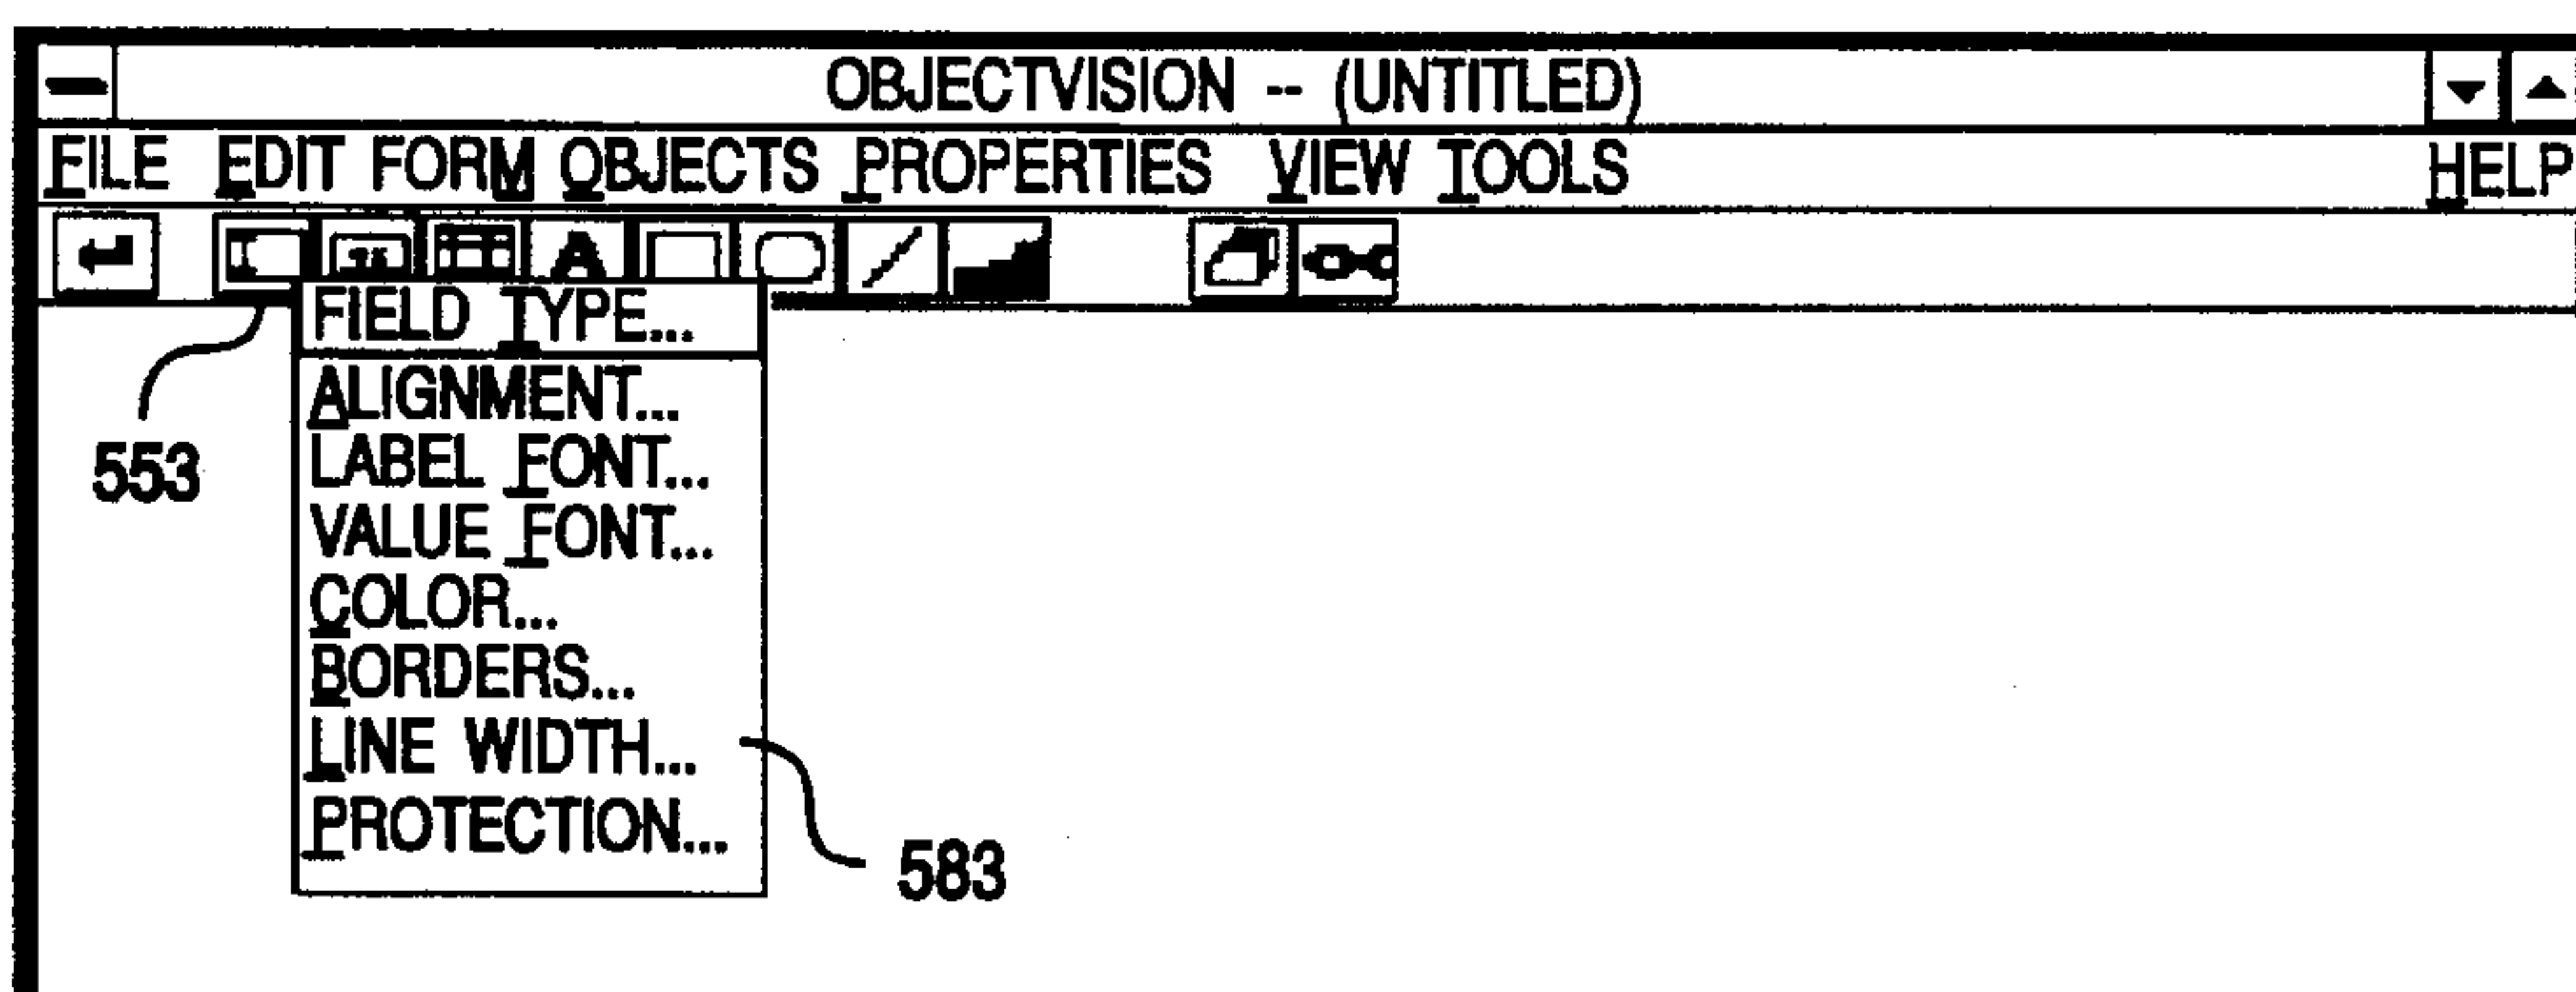 OBJECTVISION -- (UNTITLED)
FILE EDIT FORM OBJECTS PROPERTIES VIEW TOOLS HELP
A
FIELD TYPE...
ALIGNMENT...
LABEL FONT...
VALUE FONT...
COLOR...
BORDERS...
LINE WIDTH...
PROTECTION...
553
583